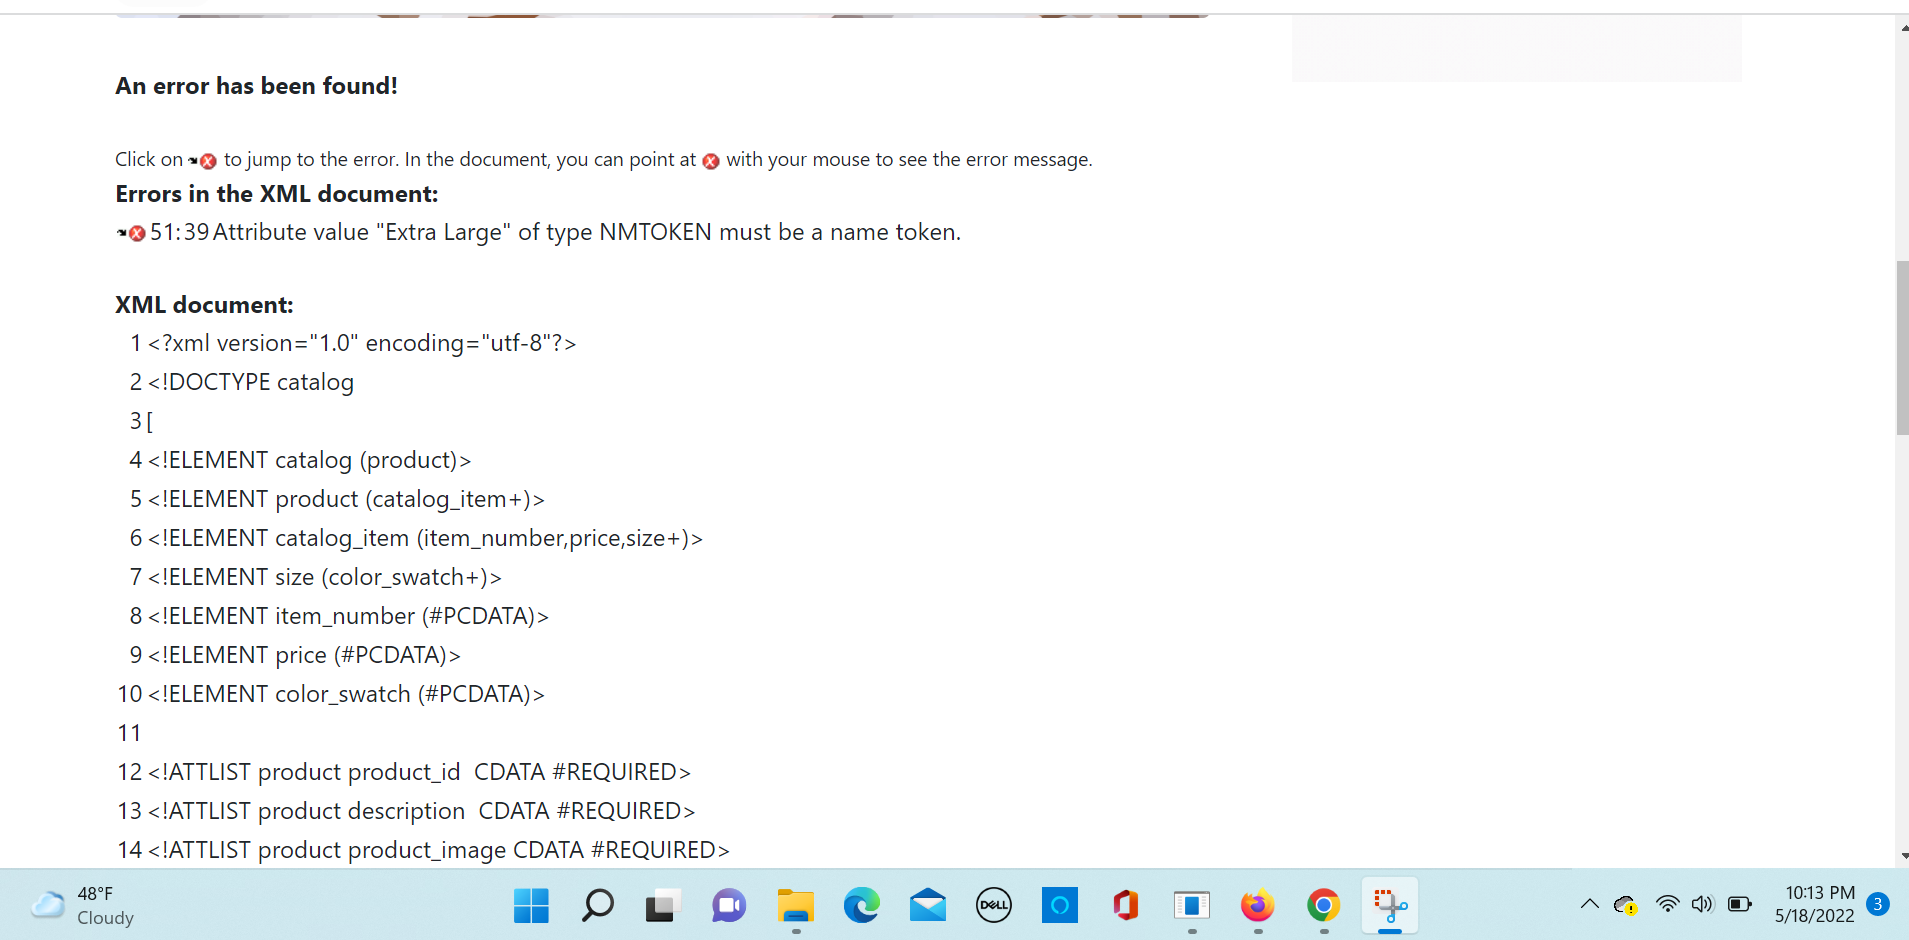 An error has been found!
Click on to jump to the error. In the document, you can point at with your mouse to see the error message.
Errors in the XML document:
51:39 Attribute value "Extra Large" of type NMTOKEN must be a name token.
XML document:
1 <?xml version="1.0" encoding="utf-8"?>
2 <!DOCTYPE catalog
3 [
4 <!ELEMENT catalog (product)>
5 <!ELEMENT product (catalog_item+)>
6 <!ELEMENT catalog_item (item_number,price,size+)>
7 <!ELEMENT size (color_swatch+)>
8 <!ELEMENT item_number (#PCDATA)>
9 <!ELEMENT price (#PCDATA)>
10 <!ELEMENT color_swatch (#PCDATA)>
11
12 <!ATTLIST product product_id  CDATA #REQUIRED>
13 <!ATTLIST product description  CDATA #REQUIRED>
14 <!ATTLIST product product_image CDATA #REQUIRED>
48°F
Cloudy
DELL
10:13 PM
5/18/2022
3